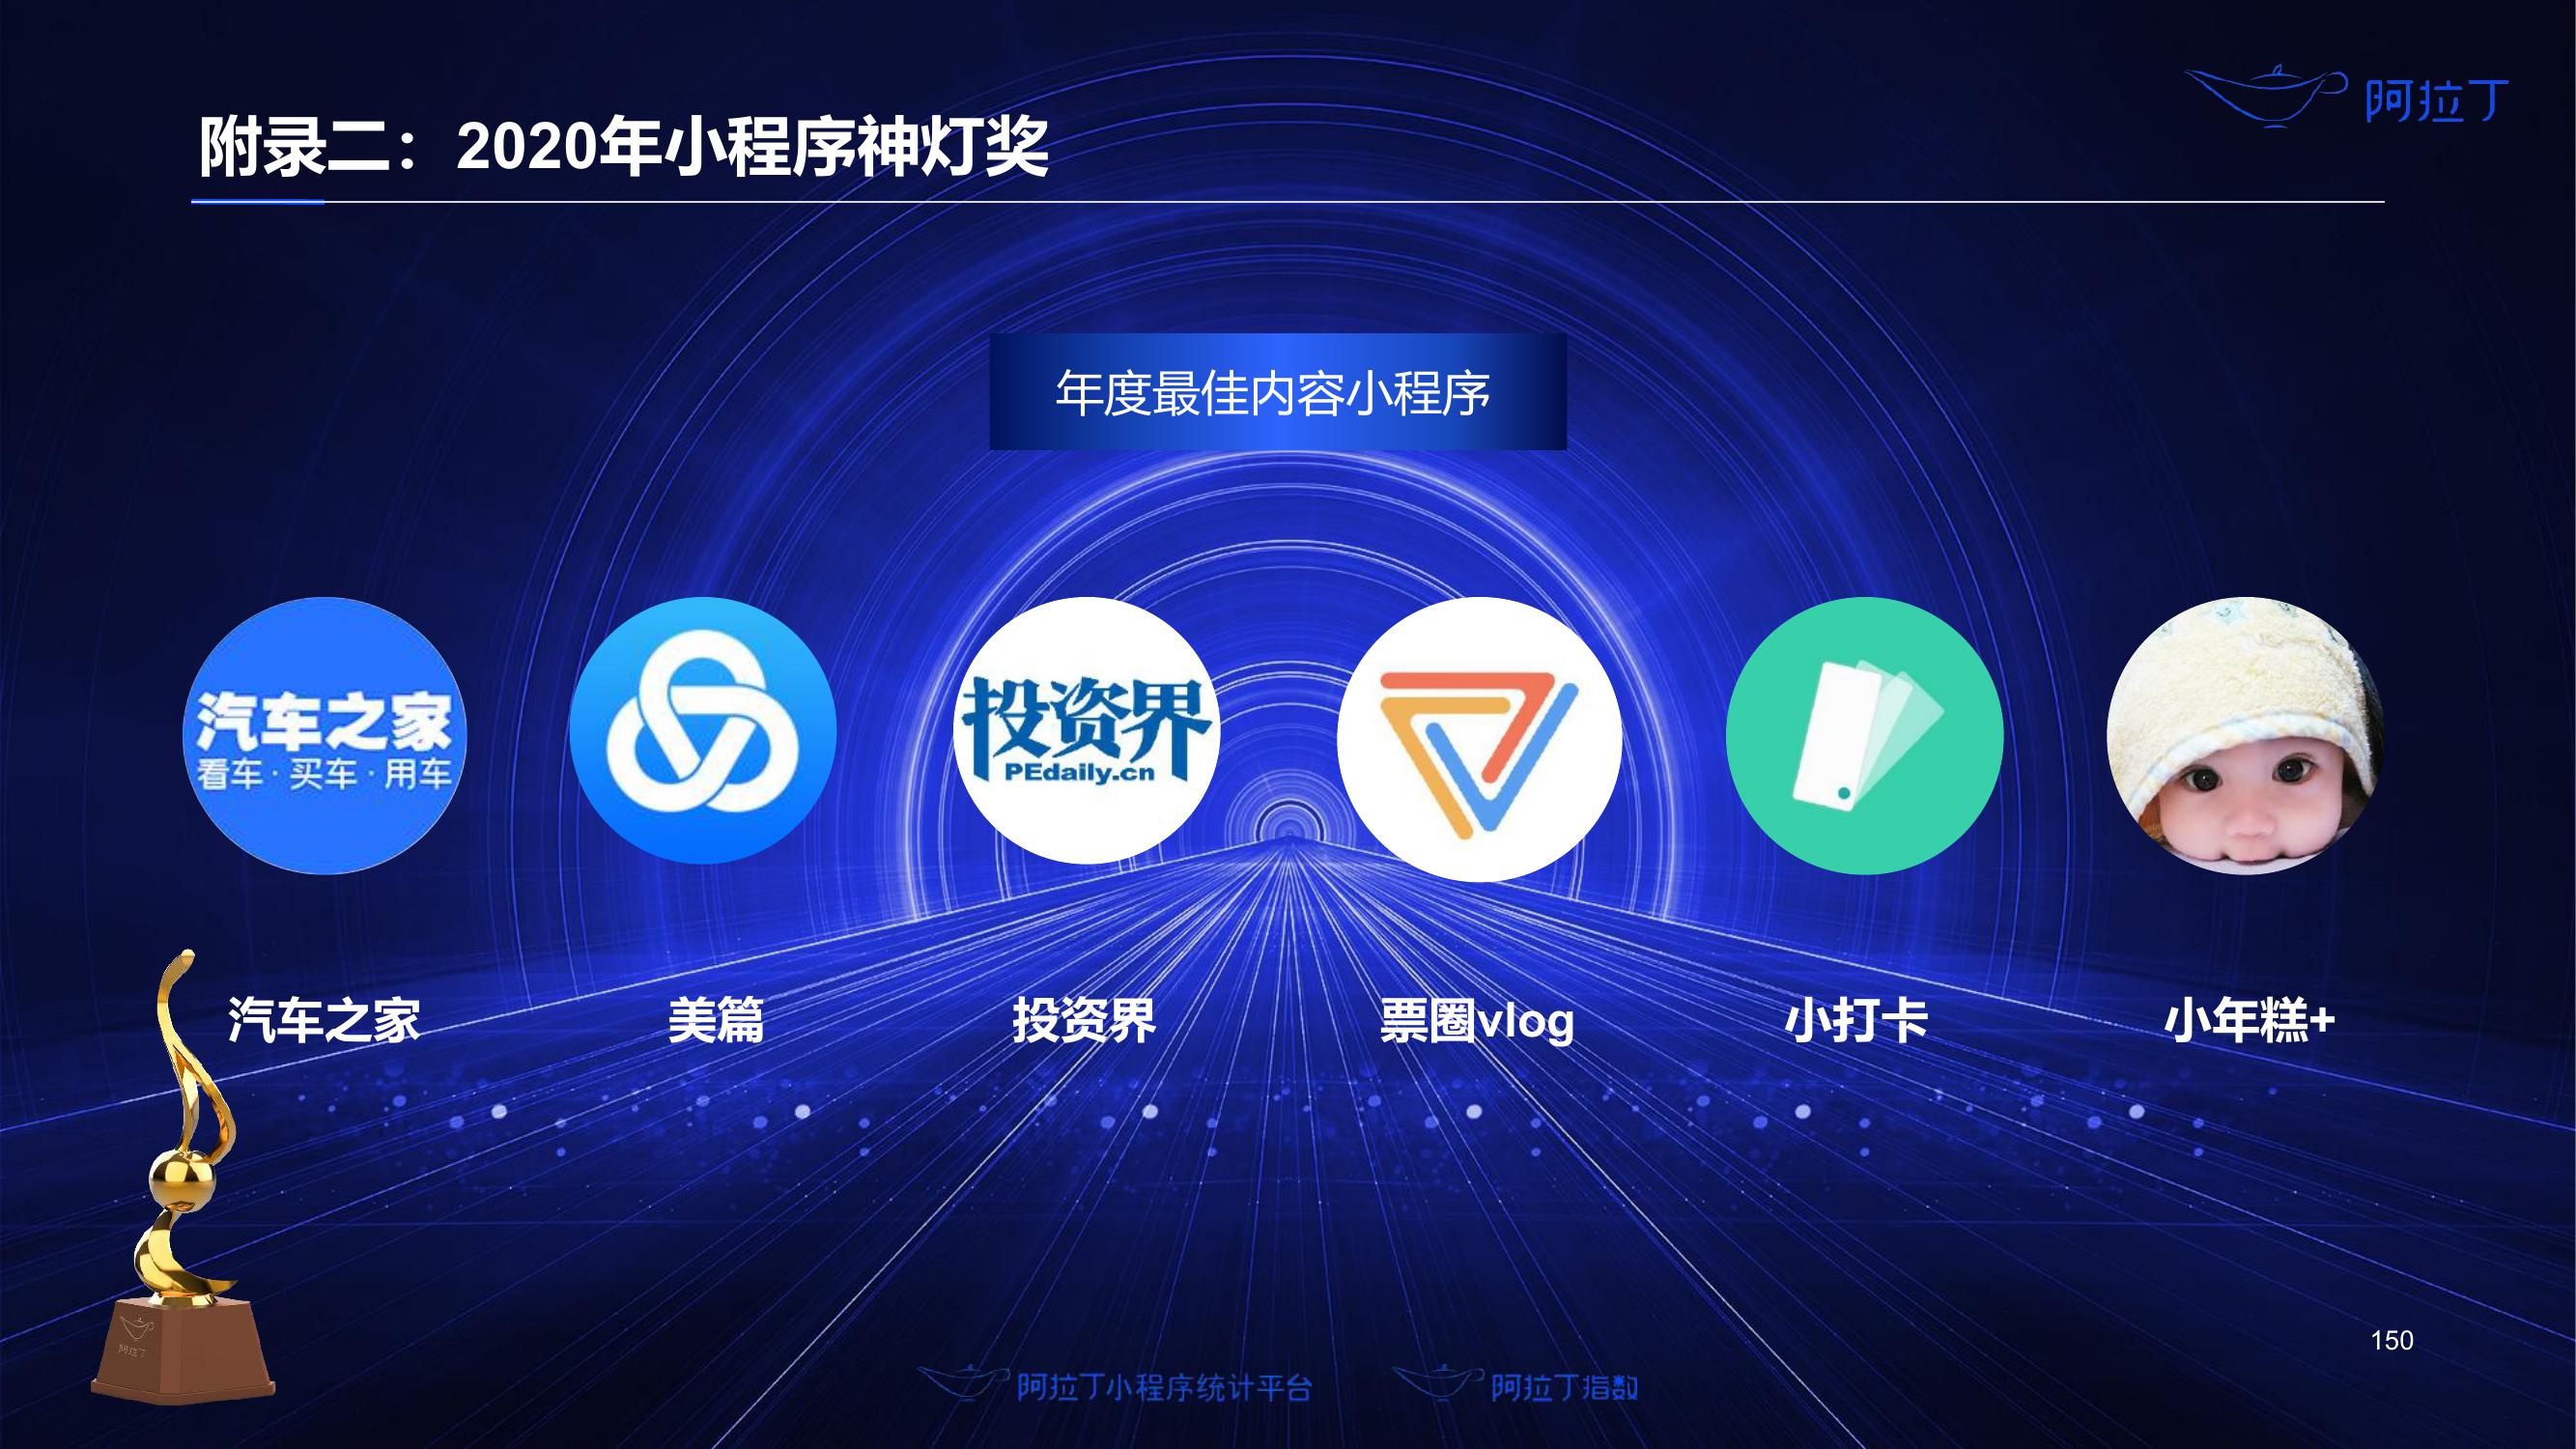 阿拉丁
附录二：2020年小程序神灯奖
年度最佳内容小程序
汽车之家
看车·买车·用车
投资界
PEdaily.cn
汽车之家
美篇
投资界
票圈vlog
小打卡
小年糕+
阿拉丁
150
阿拉丁小程序统计平台
阿拉丁指数